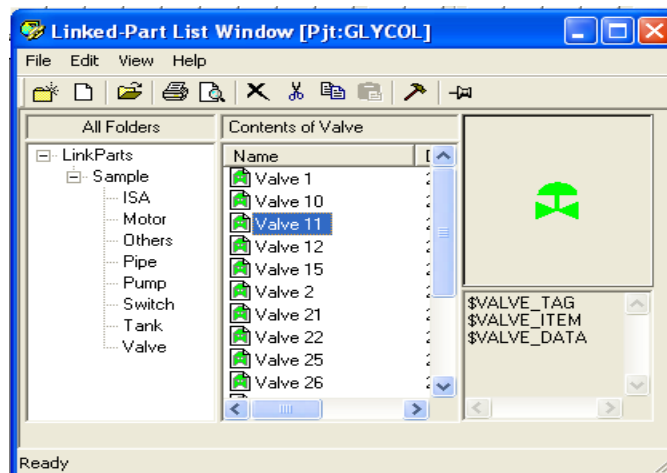 Linked-Part List Window [Pjt:GLYCOL]
File Edit View Help
All Folders
LinkParts
Sample
ISA
Motor
Others
Pipe
Pump
Switch
Tank
Valve
Contents of Valve
Name
Valve 1
Valve 10
Valve 11
Valve 12
Valve 15
Valve 2
Valve 21
Valve 22
Valve 25
Valve 26
$VALVE_TAG
$VALVE_ITEM
$VALVE_DATA
Ready